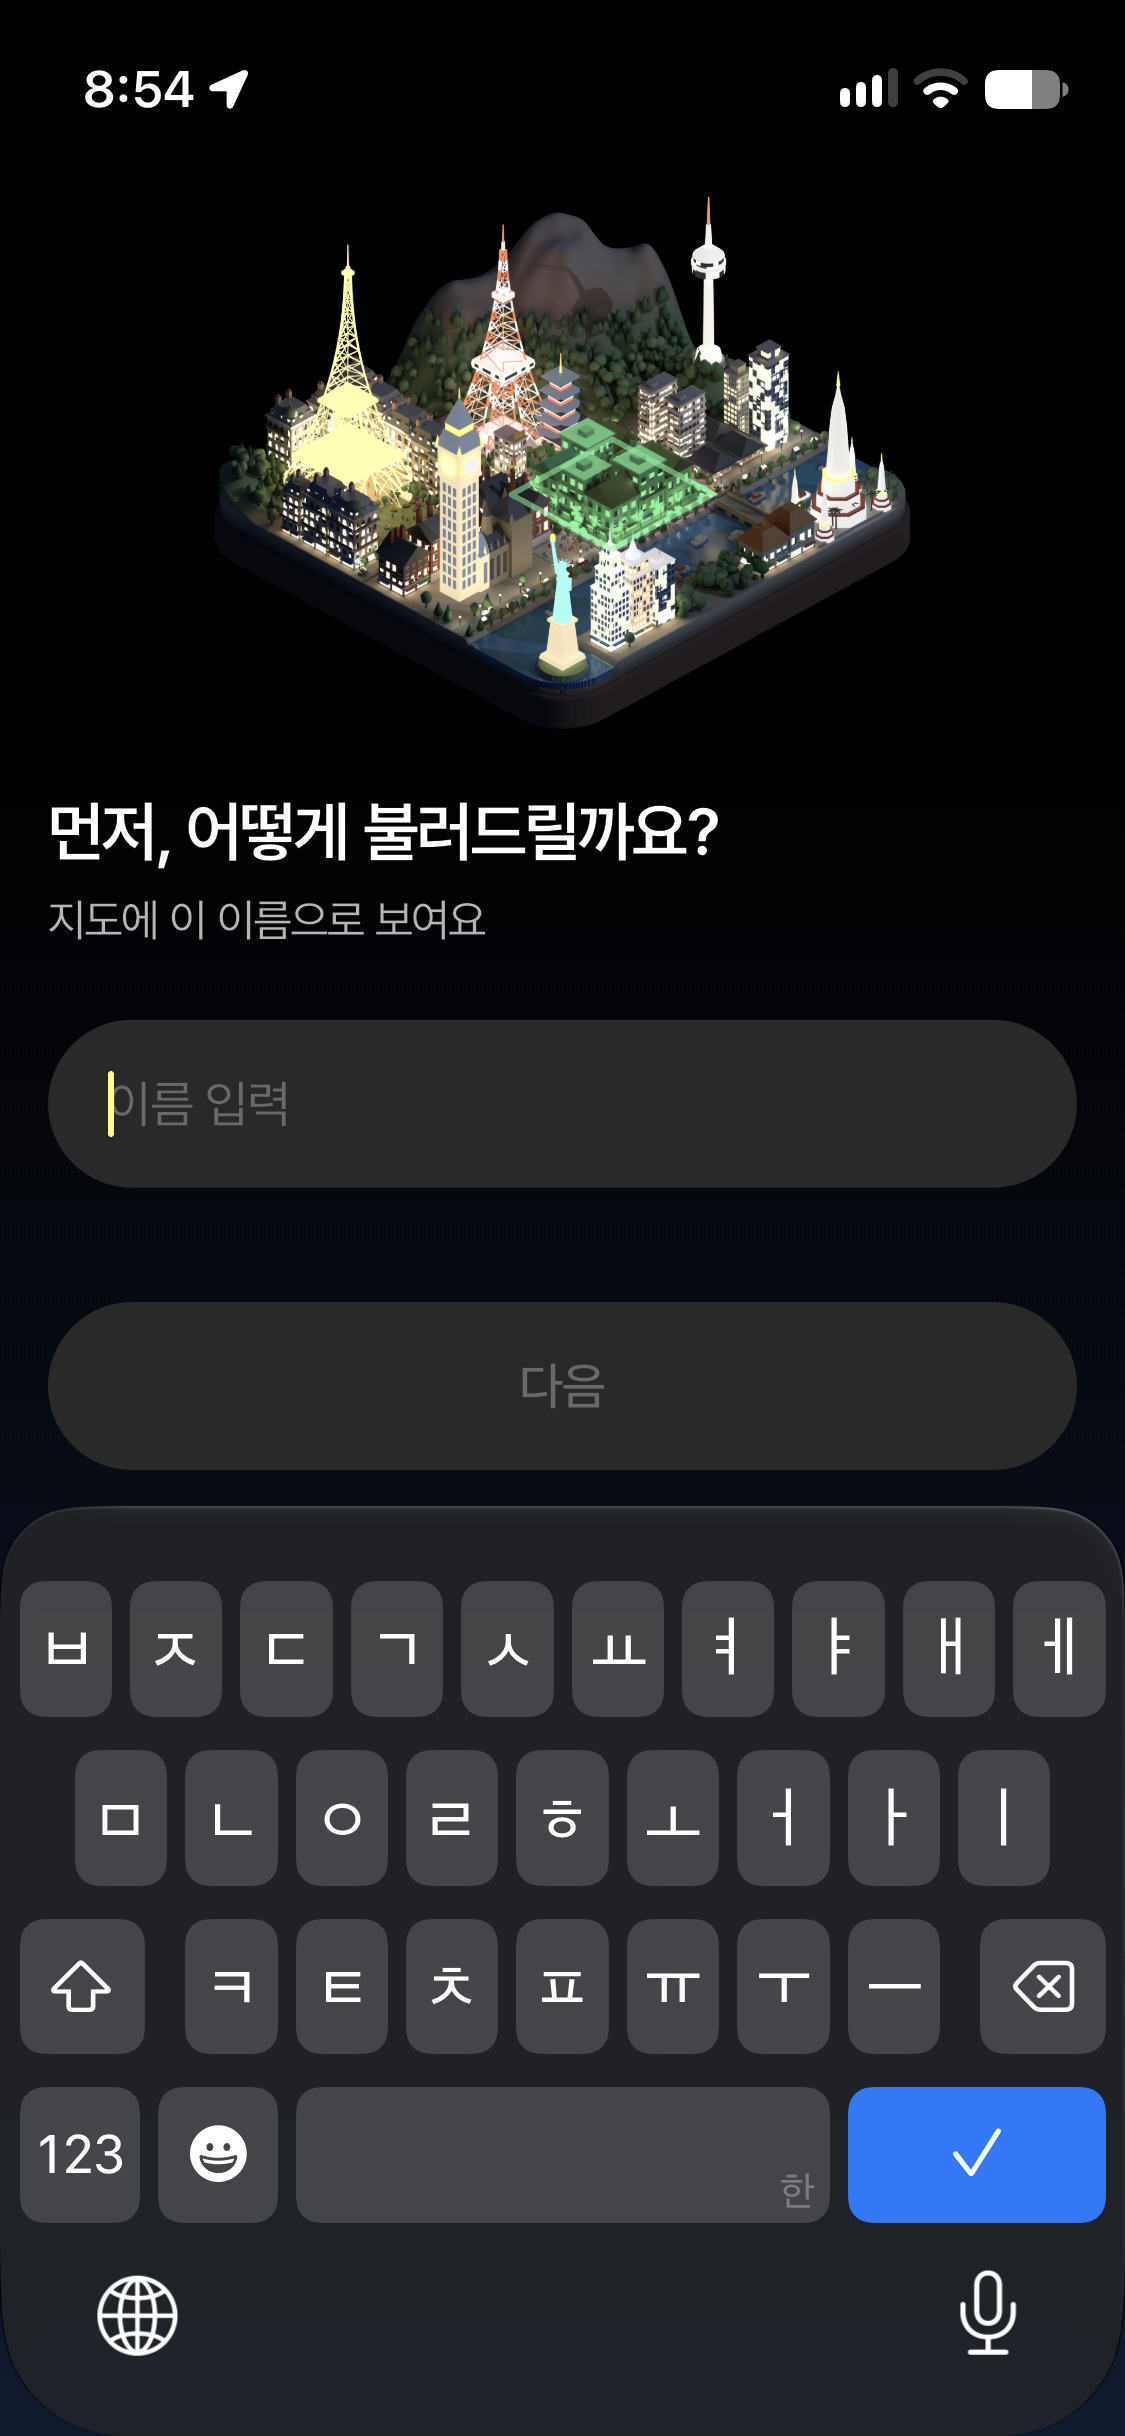 8:54
먼저, 어떻게 불러드릴까요?
지도에 이 이름으로 보여요
이름 입력
다음
ㅂ ㅈ ㄷ ㄱ ㅅ ㅛ ㅕ ㅑ ㅐ ㅔ
ㅁ ㄴ ㅇ ㄹ ㅎ ㅗ ㅓ ㅏ ㅣ
ㅋ ㅌ ㅊ ㅍ ㅠ ㅜ ㅡ
123 한